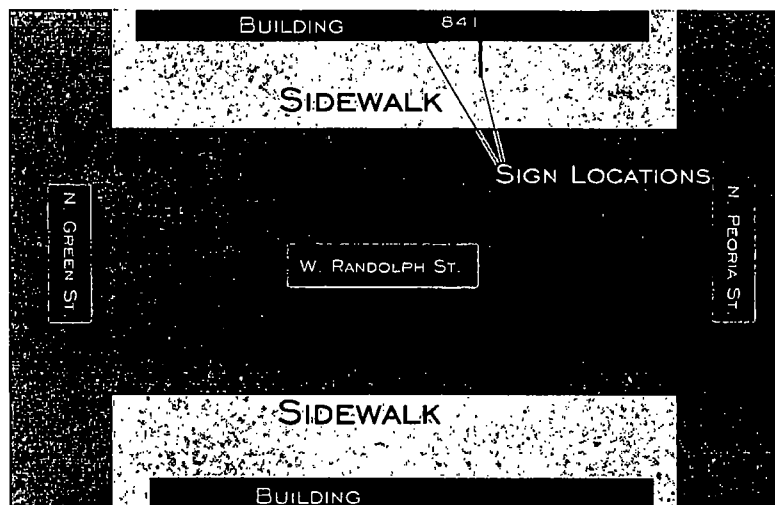 BUILDING 841
SIDEWALK
SIGN LOCATIONS
N. GREEN ST.
W. RANDOLPH ST.
N. PEORIA ST.
SIDEWALK
BUILDING